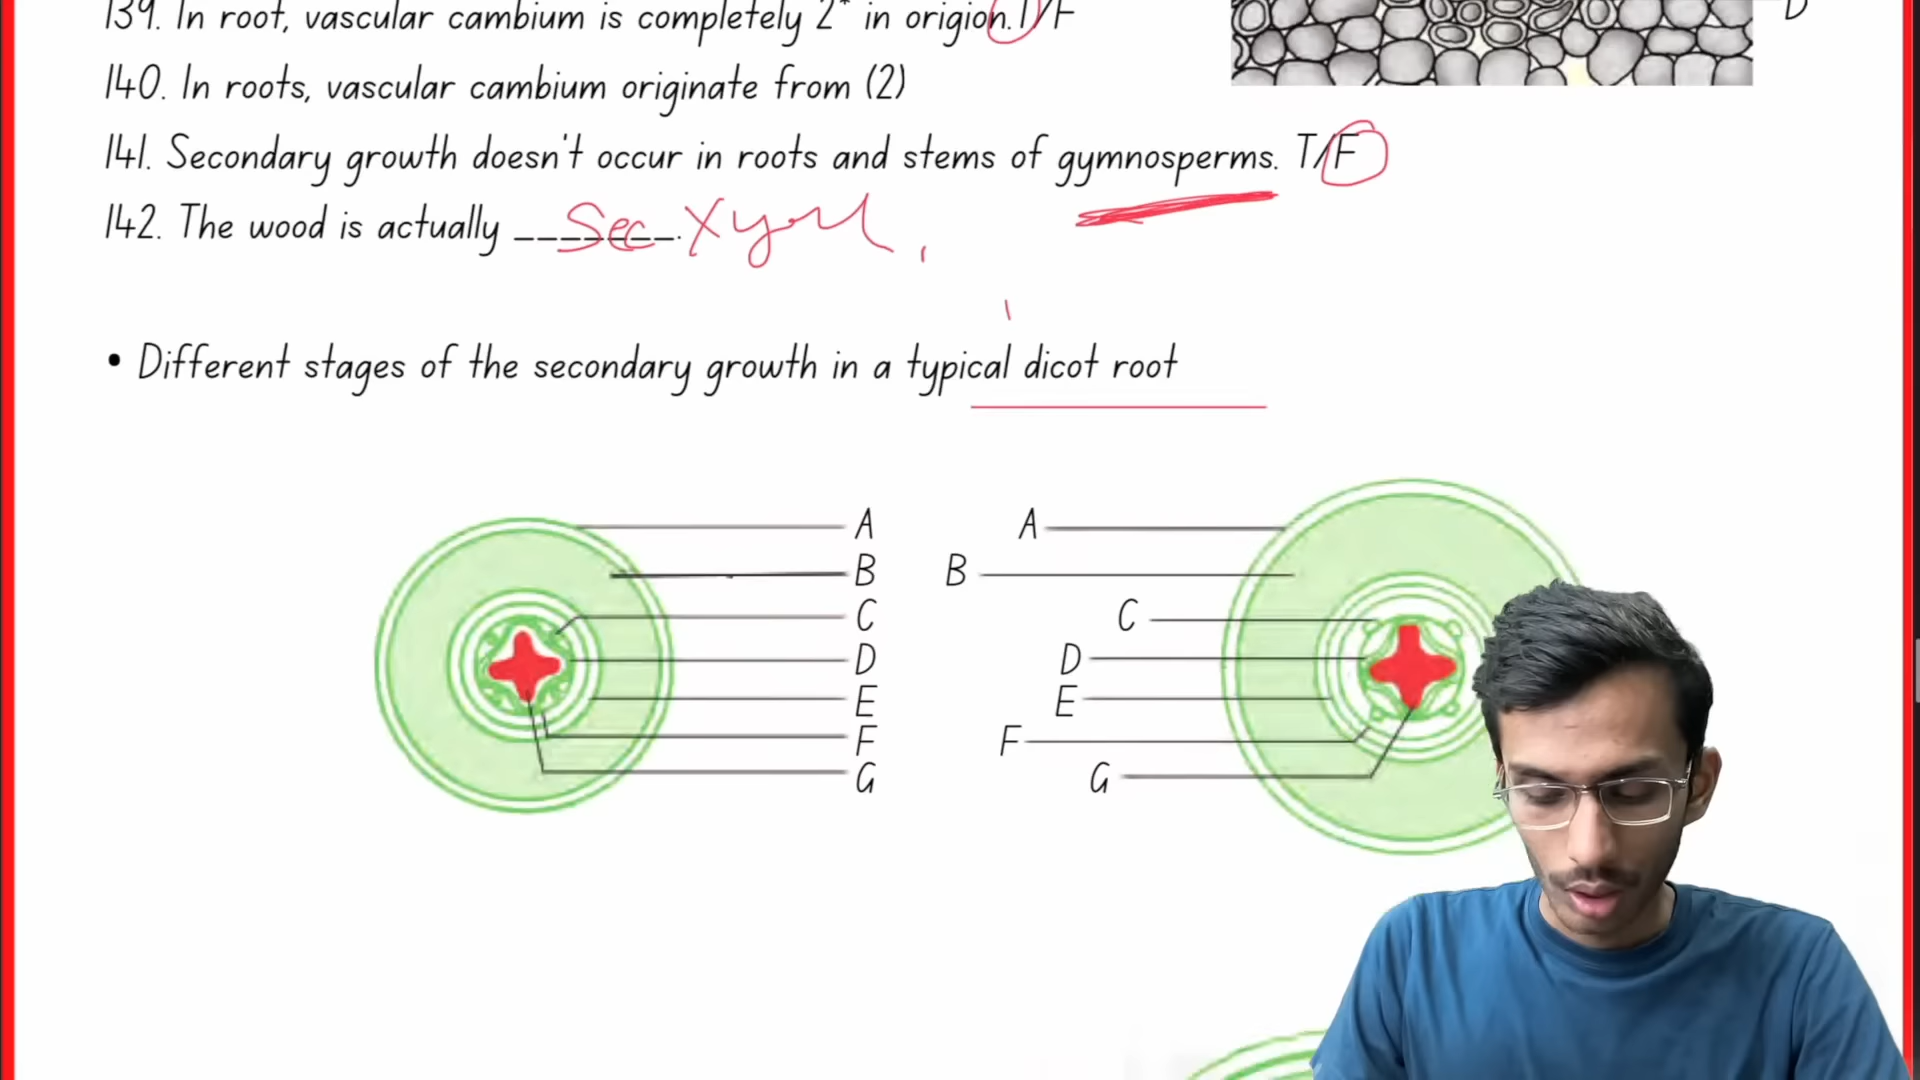 139. In root, vascular cambium is completely 2° in origion. T/F
D
140. In roots, vascular cambium originate from (2)
141. Secondary growth doesn't occur in roots and stems of gymnosperms. T/F
142. The wood is actually _______. Sec Xyl
• Different stages of the secondary growth in a typical dicot root
A
B
C
D
E
F
G
A
B
C
D
E
F
G